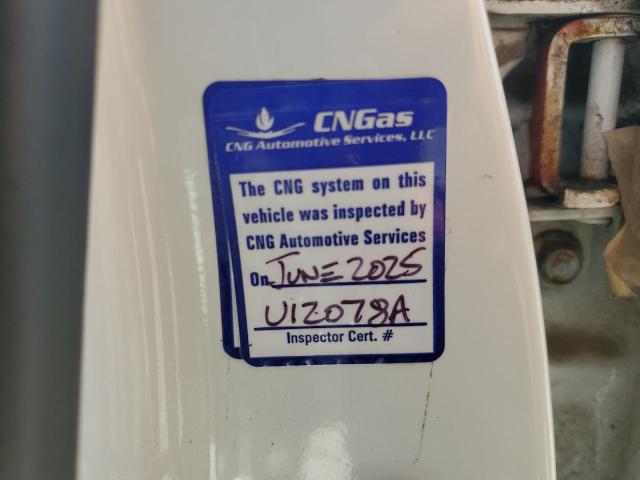 CNGas
CNG Automotive Services, LLC
The CNG system on this
vehicle was inspected by
CNG Automotive Services
On JUNE 2025
U12078A
Inspector Cert. #